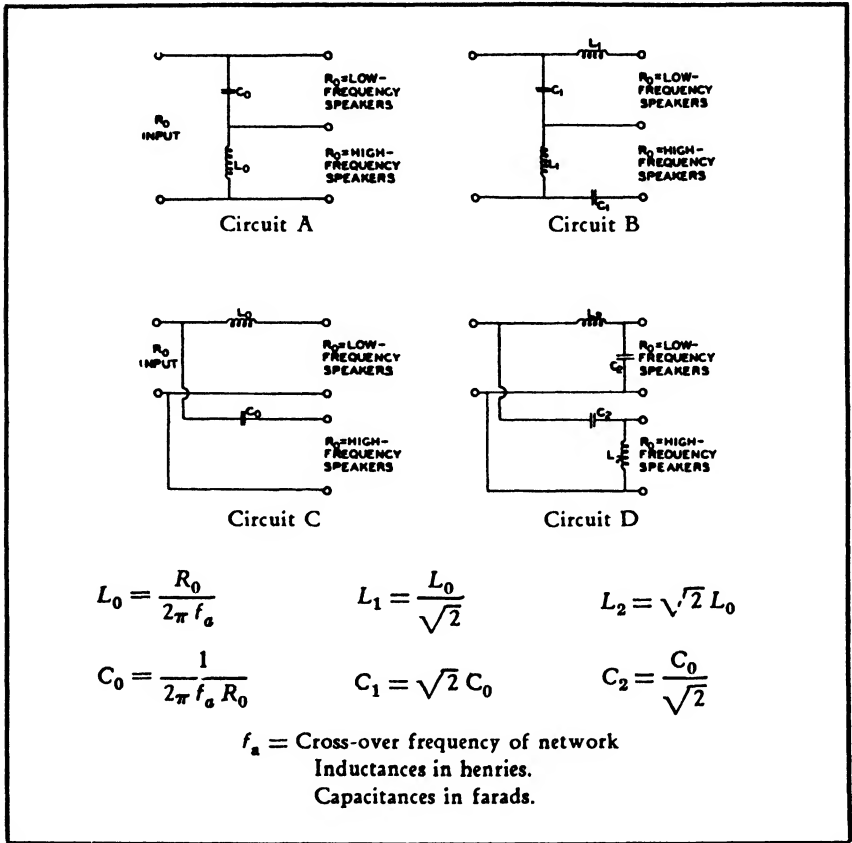 C₀
L₀
R₀
INPUT
R₀=LOW-
FREQUENCY
SPEAKERS
R₀=HIGH-
FREQUENCY
SPEAKERS
Circuit A
L₁
C₁
L₁
C₁
R₀=LOW-
FREQUENCY
SPEAKERS
R₀=HIGH-
FREQUENCY
SPEAKERS
Circuit B
L₀
R₀
INPUT
C₀
R₀=LOW-
FREQUENCY
SPEAKERS
R₀=HIGH-
FREQUENCY
SPEAKERS
Circuit C
L₂
C₂
C₂
L₂
R₀=LOW-
FREQUENCY
SPEAKERS
R₀=HIGH-
FREQUENCY
SPEAKERS
Circuit D
L₀ = R₀ / 2π fₐ
L₁ = L₀ / √2
L₂ = √2 L₀
C₀ = 1 / 2π fₐ R₀
C₁ = √2 C₀
C₂ = C₀ / √2
fₐ = Cross-over frequency of network
Inductances in henries.
Capacitances in farads.